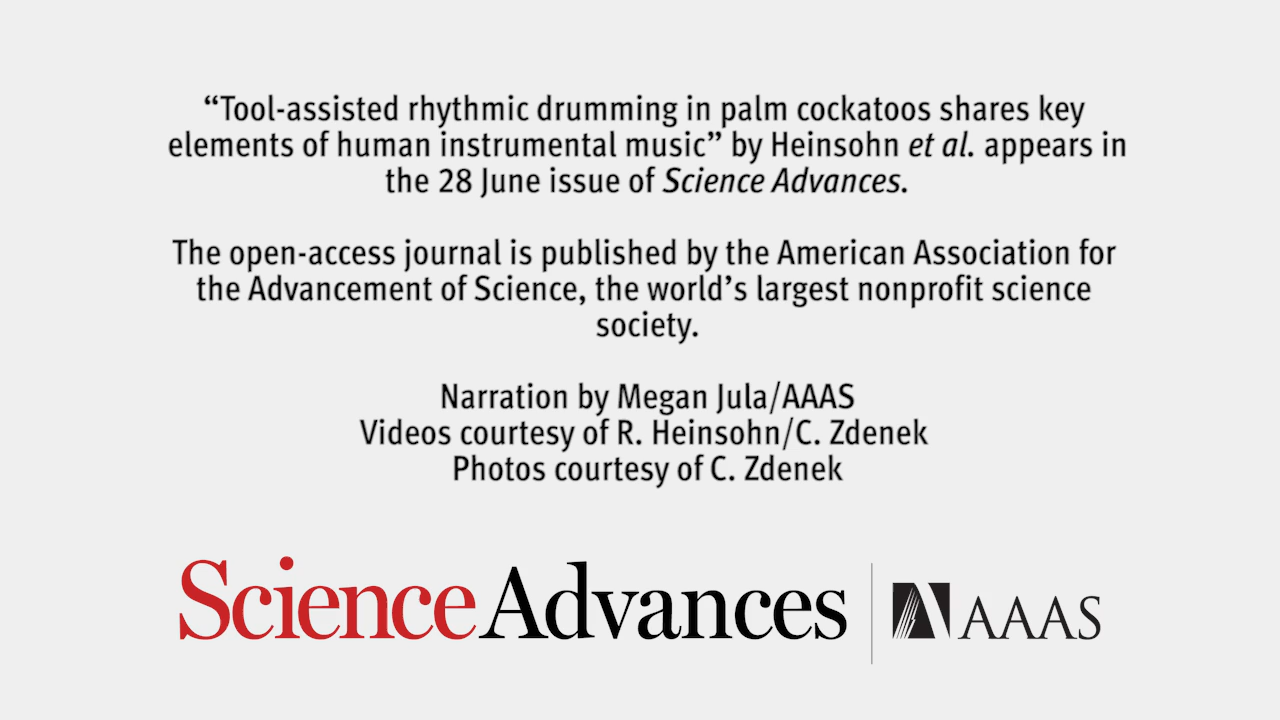 “Tool-assisted rhythmic drumming in palm cockatoos shares key
elements of human instrumental music” by Heinsohn et al. appears in
the 28 June issue of Science Advances.
The open-access journal is published by the American Association for
the Advancement of Science, the world’s largest nonprofit science
society.
Narration by Megan Jula/AAAS
Videos courtesy of R. Heinsohn/C. Zdenek
Photos courtesy of C. Zdenek
ScienceAdvances AAAS